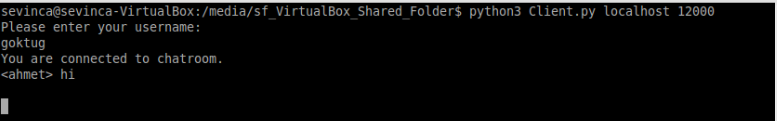 sevinca@sevinca-VirtualBox:/media/sf_VirtualBox_Shared_Folder$ python3 Client.py localhost 12000
Please enter your username:
goktug
You are connected to chatroom.
<ahmet> hi